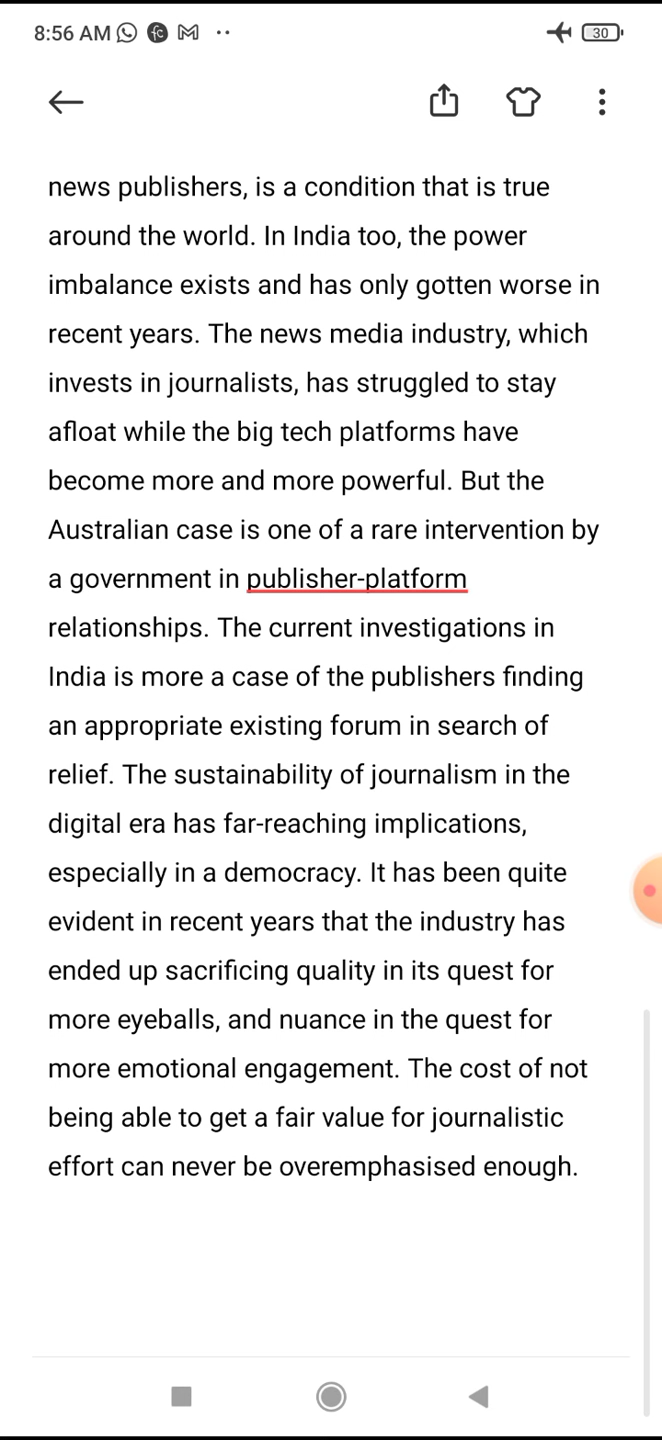 8:56 AM
30
news publishers, is a condition that is true
around the world. In India too, the power
imbalance exists and has only gotten worse in
recent years. The news media industry, which
invests in journalists, has struggled to stay
afloat while the big tech platforms have
become more and more powerful. But the
Australian case is one of a rare intervention by
a government in publisher-platform
relationships. The current investigations in
India is more a case of the publishers finding
an appropriate existing forum in search of
relief. The sustainability of journalism in the
digital era has far-reaching implications,
especially in a democracy. It has been quite
evident in recent years that the industry has
ended up sacrificing quality in its quest for
more eyeballs, and nuance in the quest for
more emotional engagement. The cost of not
being able to get a fair value for journalistic
effort can never be overemphasised enough.